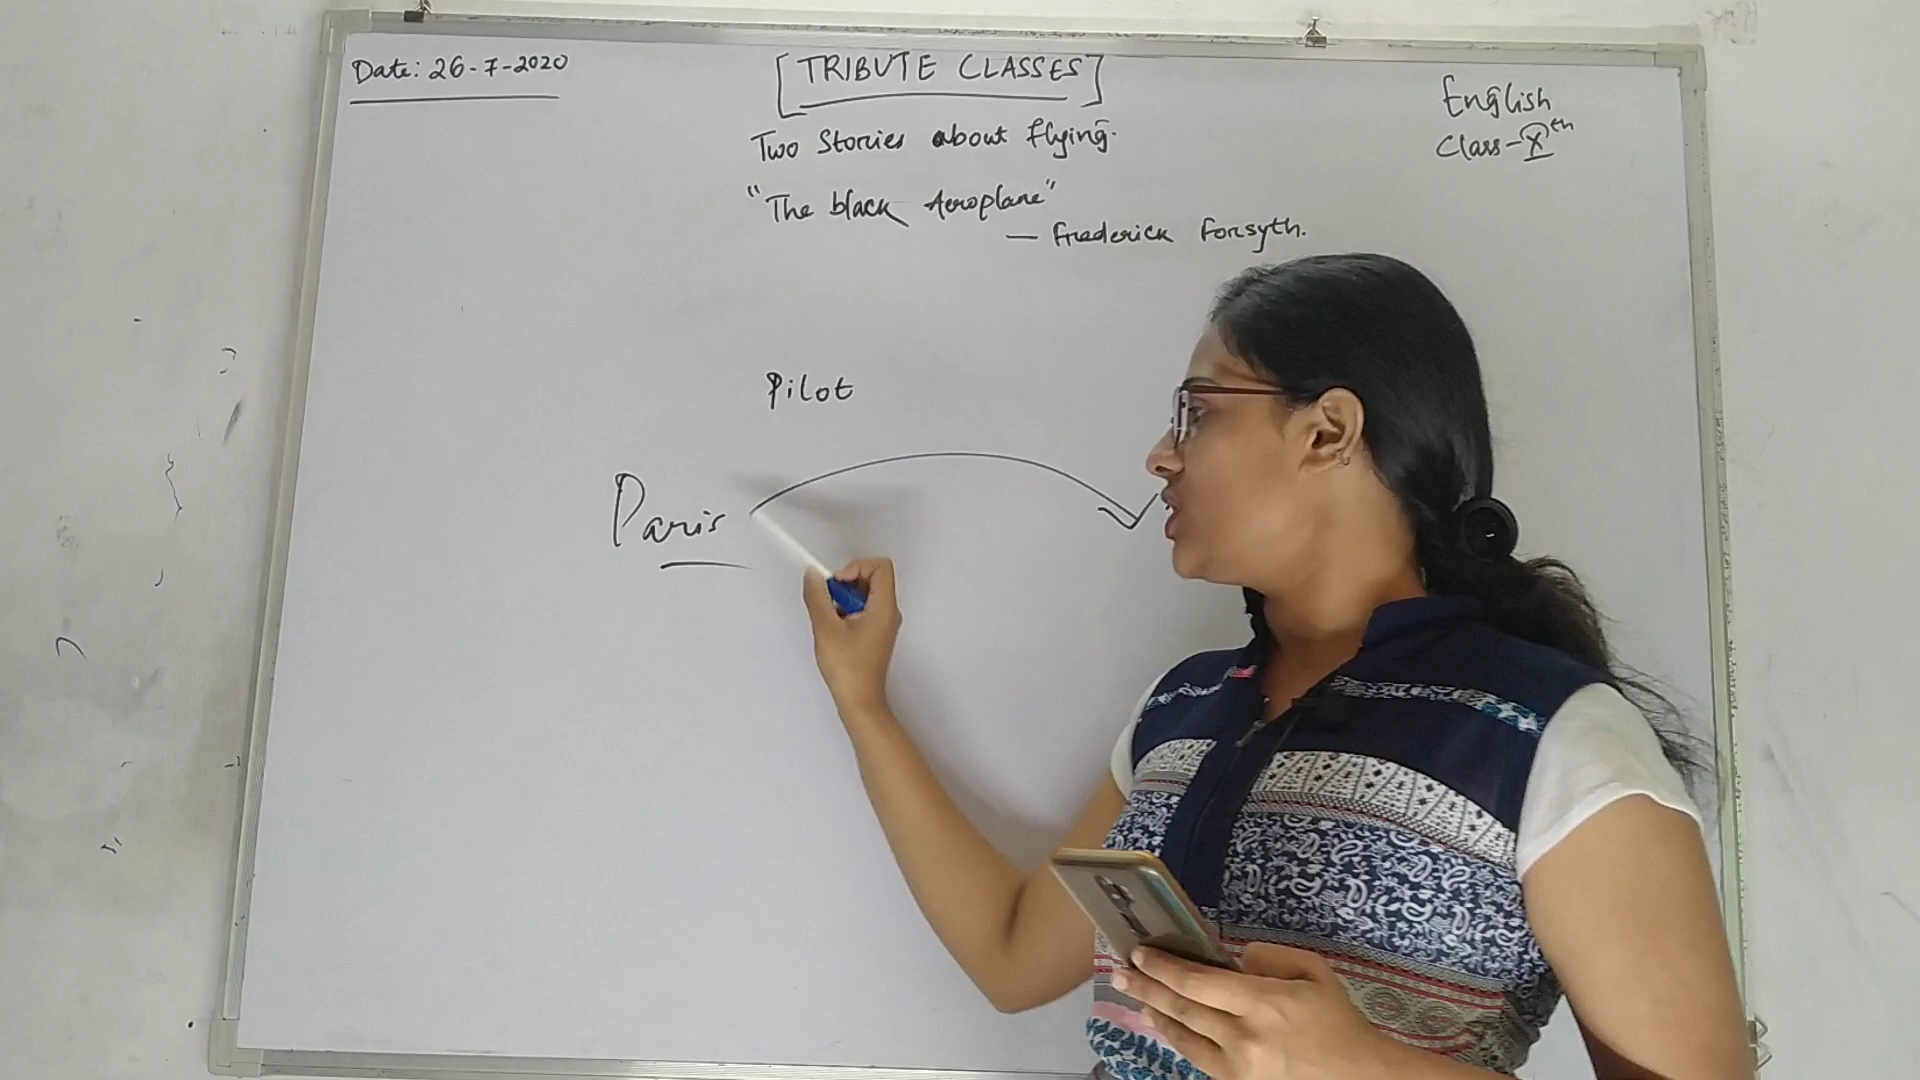 Date: 26-7-2020
[TRIBUTE CLASSES]
English
Class-Xth
Two Stories about flying.
"The black Aeroplane"
— Frederick Forsyth.
Pilot
Paris